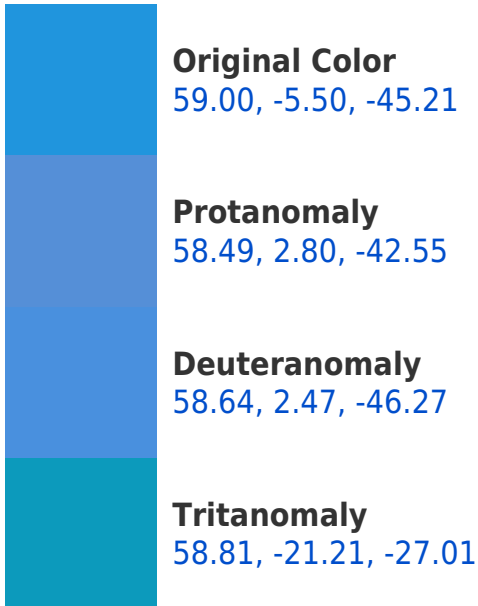 Original Color
59.00, -5.50, -45.21
Protanomaly
58.49, 2.80, -42.55
Deuteranomaly
58.64, 2.47, -46.27
Tritanomaly
58.81, -21.21, -27.01